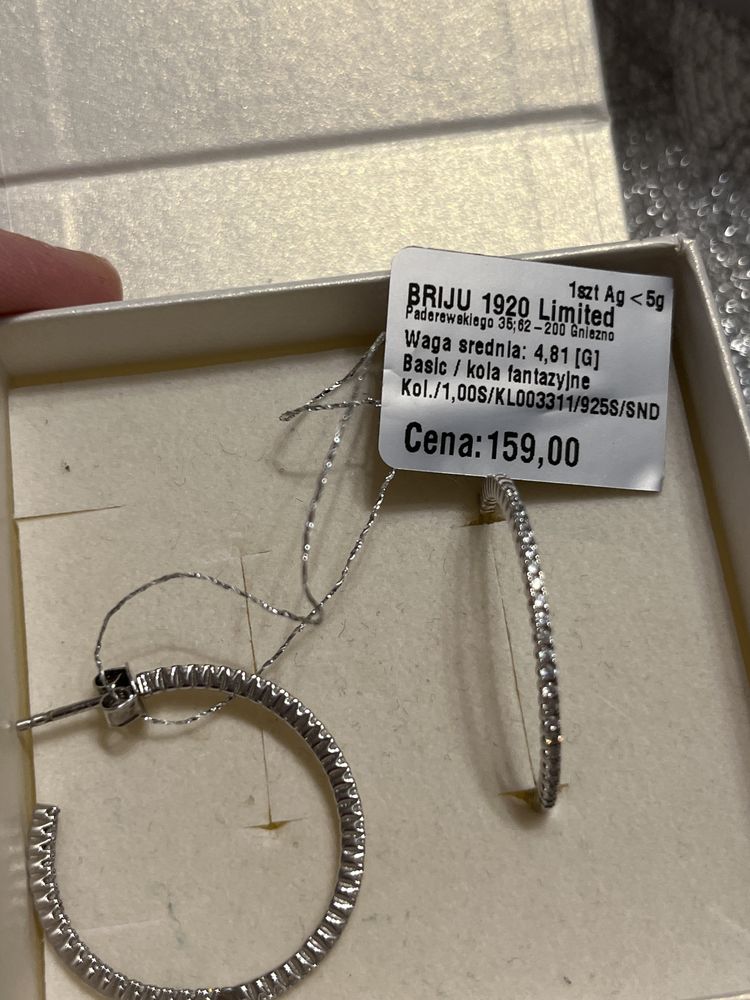 1szt Ag <5g
BRIJU 1920 Limited
Paderewskiego 35;62-200 Gniezno
Waga srednia: 4,81 [G]
Basic / kola fantazyjne
Kol./1,00S/KL003311/925S/SND
Cena:159,00